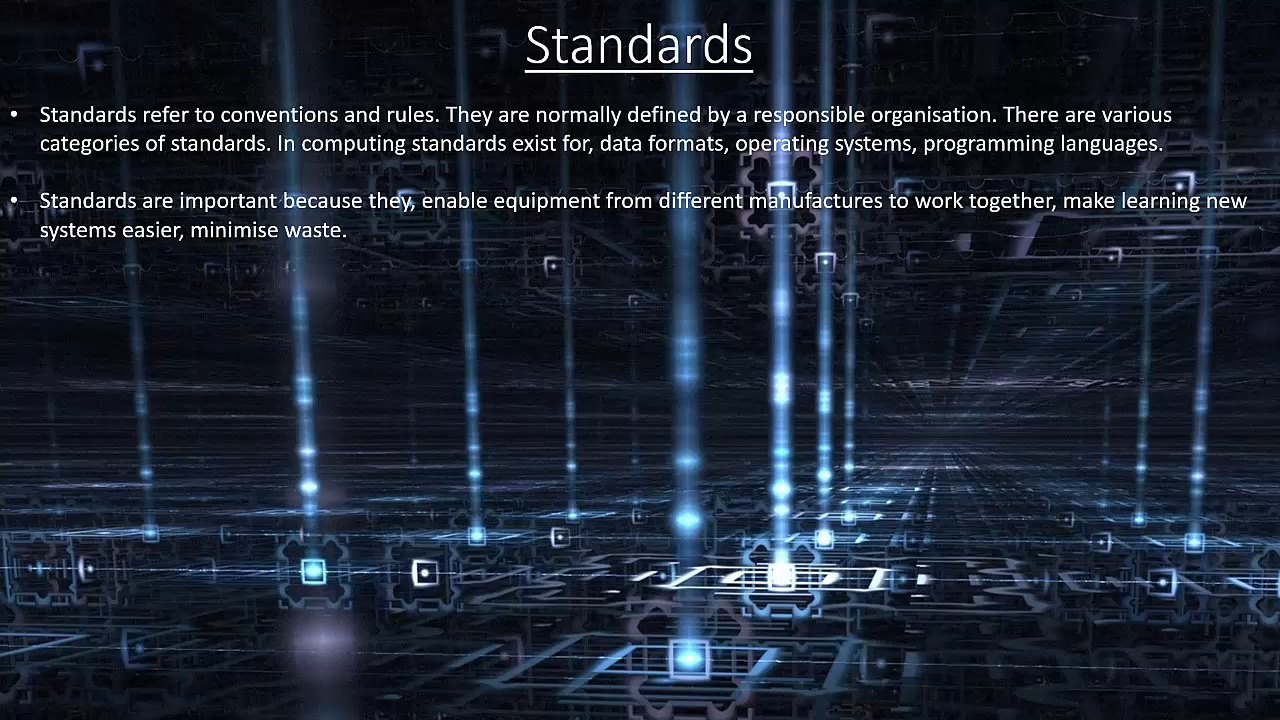 Standards
• Standards refer to conventions and rules. They are normally defined by a responsible organisation. There are various
categories of standards. In computing standards exist for, data formats, operating systems, programming languages.
• Standards are important because they, enable equipment from different manufactures to work together, make learning new
systems easier, minimise waste.